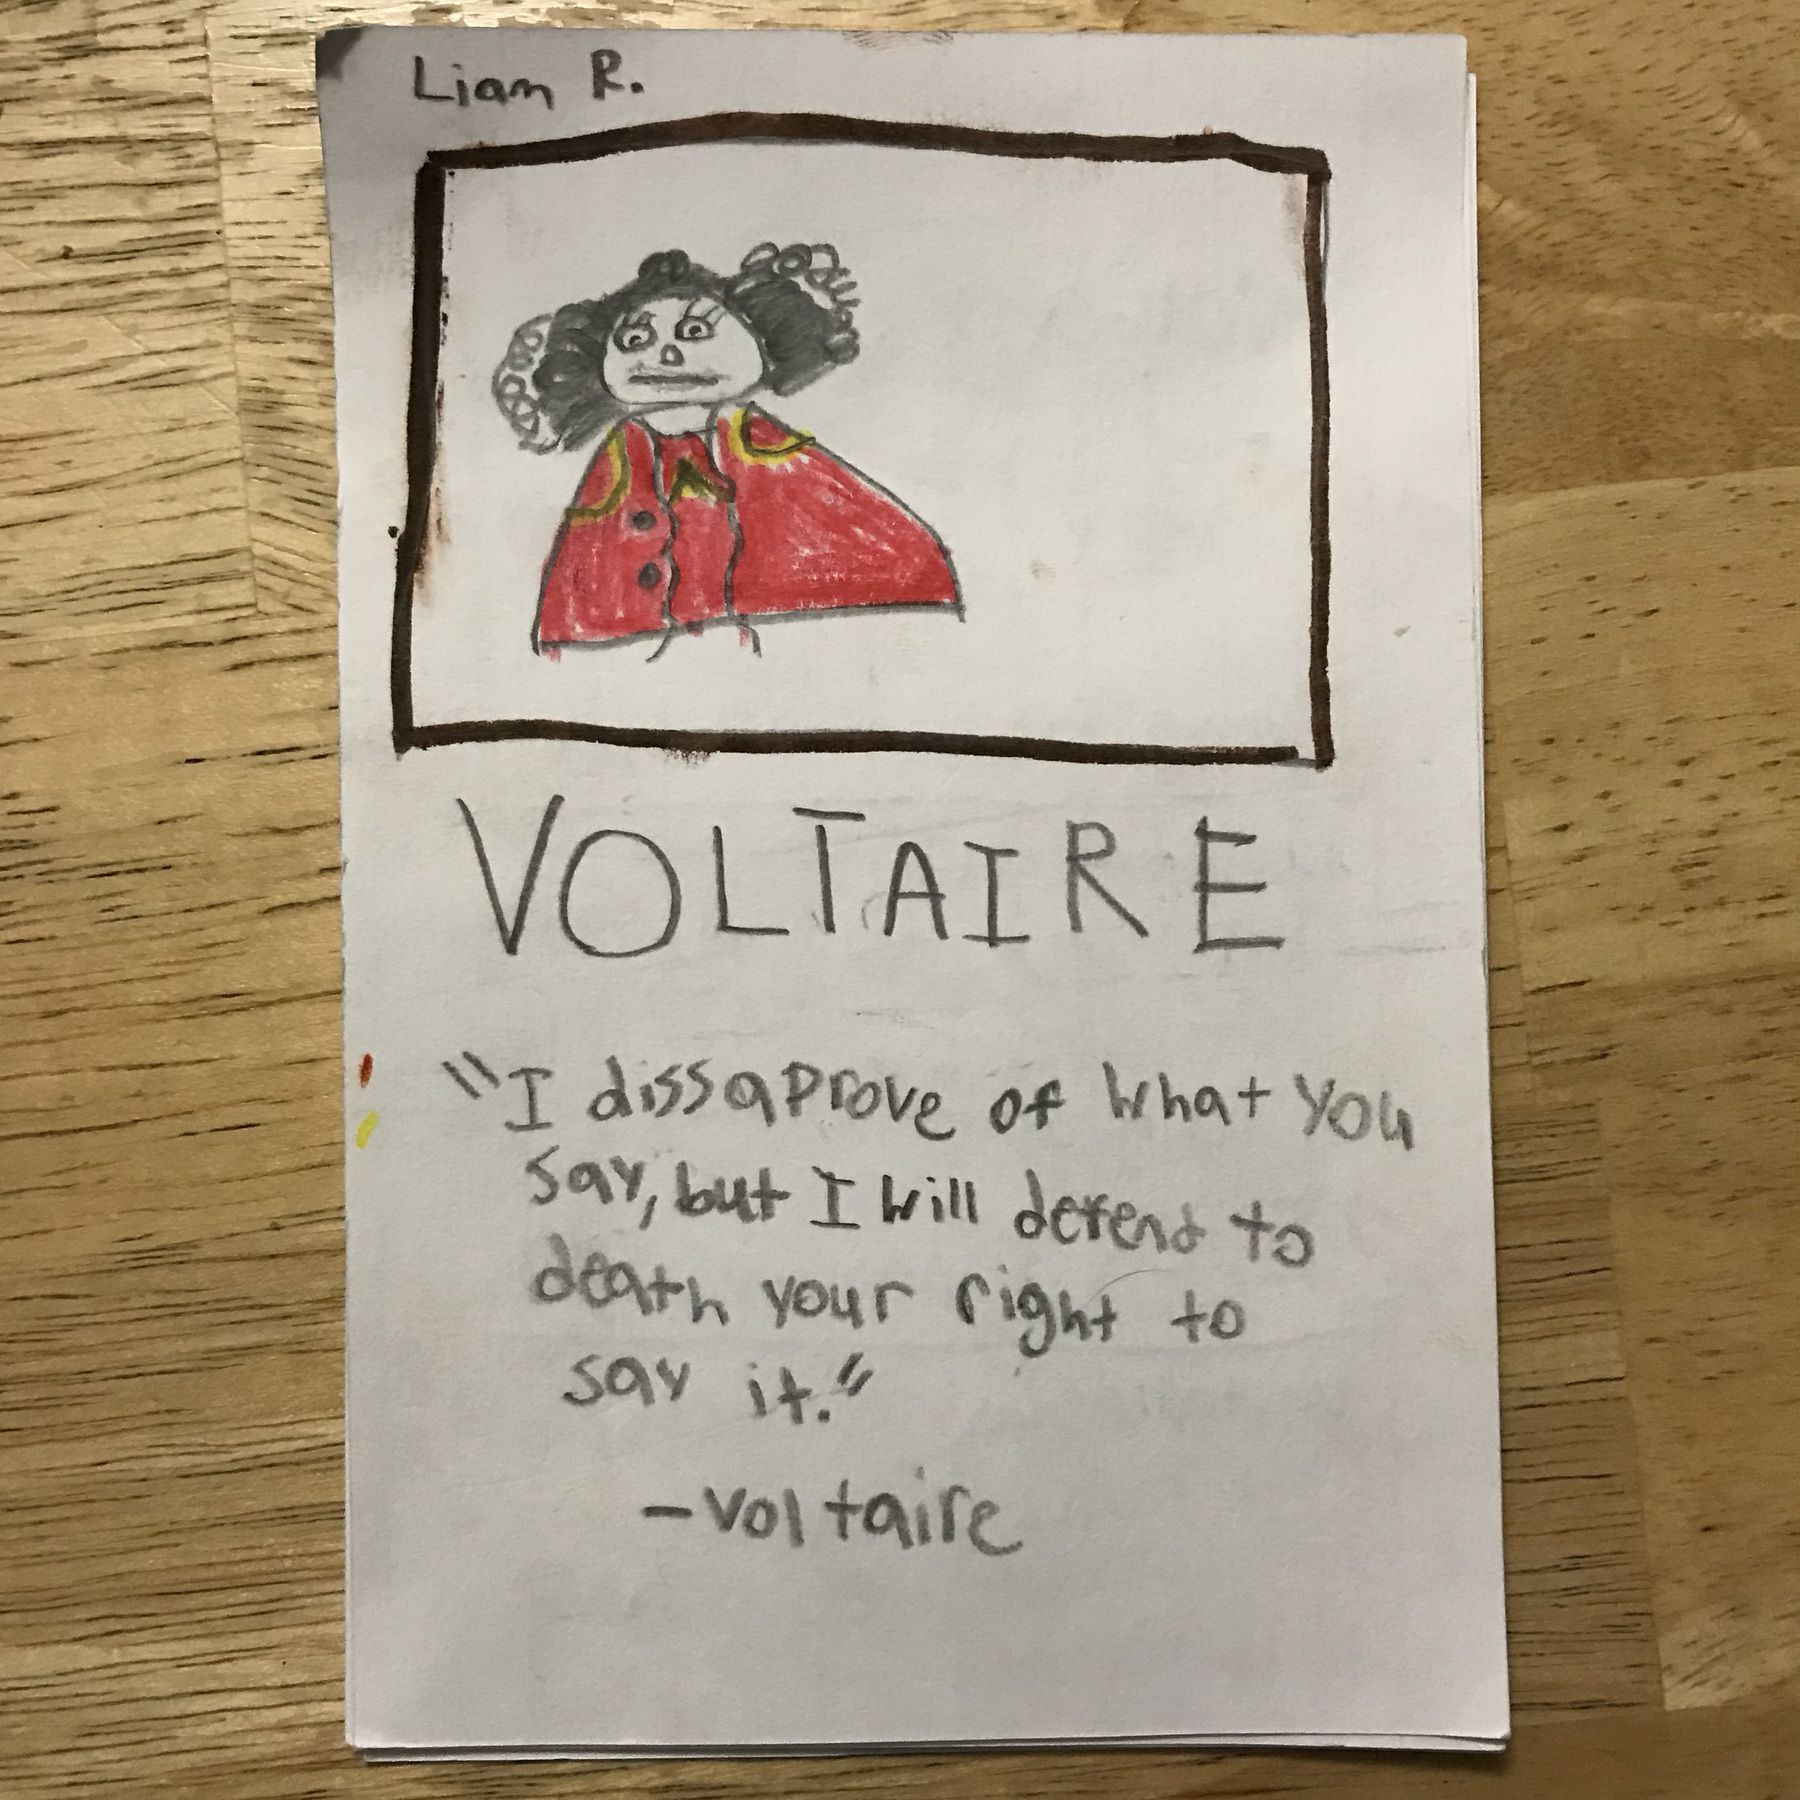 Liam R.
VOLTAIRE
"I dissaprove of what you
say, but I will defend to
death your right to
say it."
-voltaire